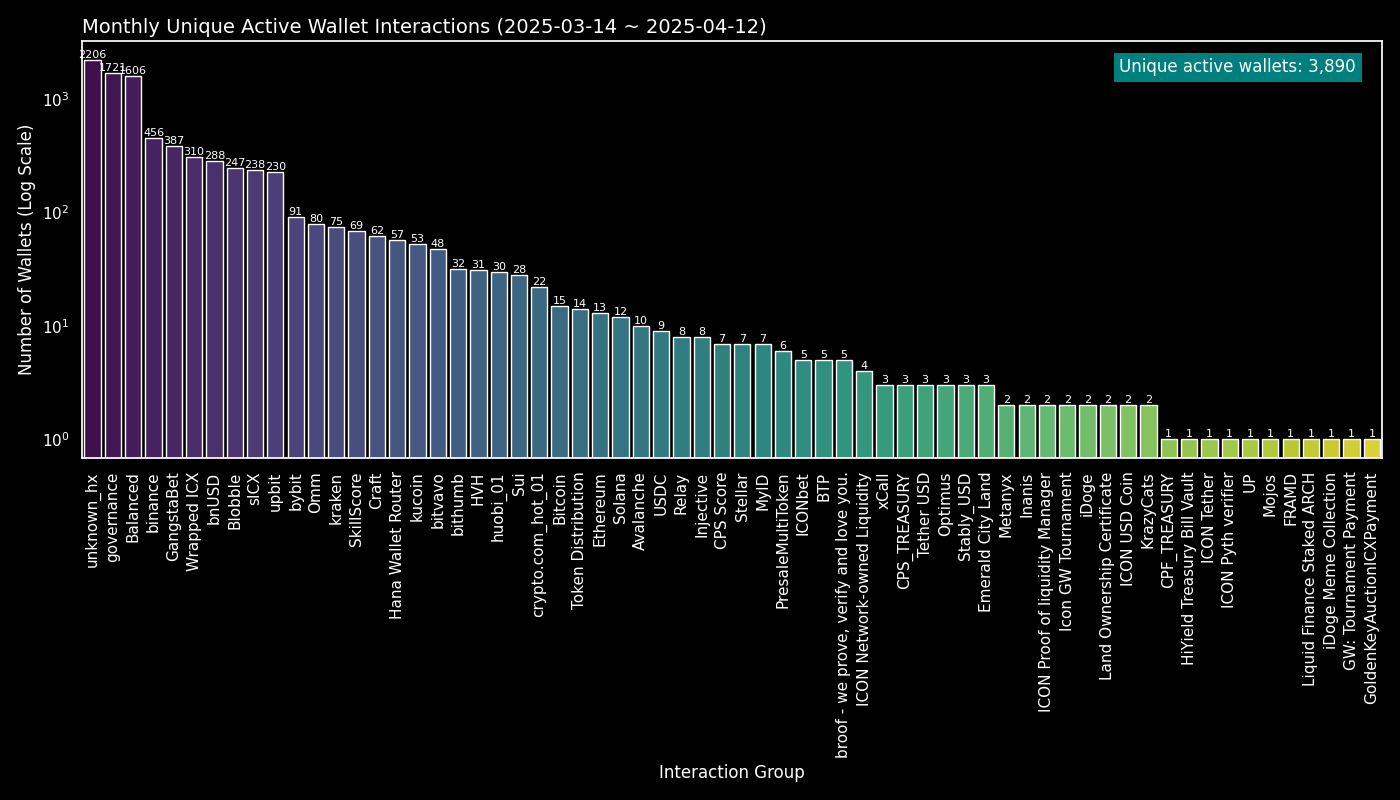 Monthly Unique Active Wallet Interactions (2025-03-14 ~ 2025-04-12)
Unique active wallets: 3,890
Number of Wallets (Log Scale)
10³
10²
10¹
10⁰
2206
1721
1606
456
387
310
288
247
238
230
91
80
75
69
62
57
53
48
32
31
30
28
22
15
14
13
12
10
9
8
8
7
7
7
6
5
5
5
4
3
3
3
3
3
3
2
2
2
2
2
2
2
2
1
1
1
1
1
1
1
1
1
1
1
unknown_hx
governance
Balanced
binance
GangstaBet
Wrapped ICX
bnUSD
Blobble
sICX
upbit
bybit
Omm
kraken
SkillScore
Craft
Hana Wallet Router
kucoin
bitvavo
bithumb
HVH
huobi_01
Sui
crypto.com_hot_01
Bitcoin
Token Distribution
Ethereum
Solana
Avalanche
USDC
Relay
Injective
CPS Score
Stellar
MyID
PresaleMultiToken
ICONbet
BTP
broof - we prove, verify and love you.
ICON Network-owned Liquidity
xCall
CPS_TREASURY
Tether USD
Optimus
Stably_USD
Emerald City Land
Metanyx
Inanis
ICON Proof of liquidity Manager
Icon GW Tournament
iDoge
Land Ownership Certificate
ICON USD Coin
KrazyCats
CPF_TREASURY
HiYield Treasury Bill Vault
ICON Tether
ICON Pyth verifier
UP
Mojos
FRAMD
Liquid Finance Staked ARCH
iDoge Meme Collection
GW: Tournament Payment
GoldenKeyAuctionICXPayment
Interaction Group